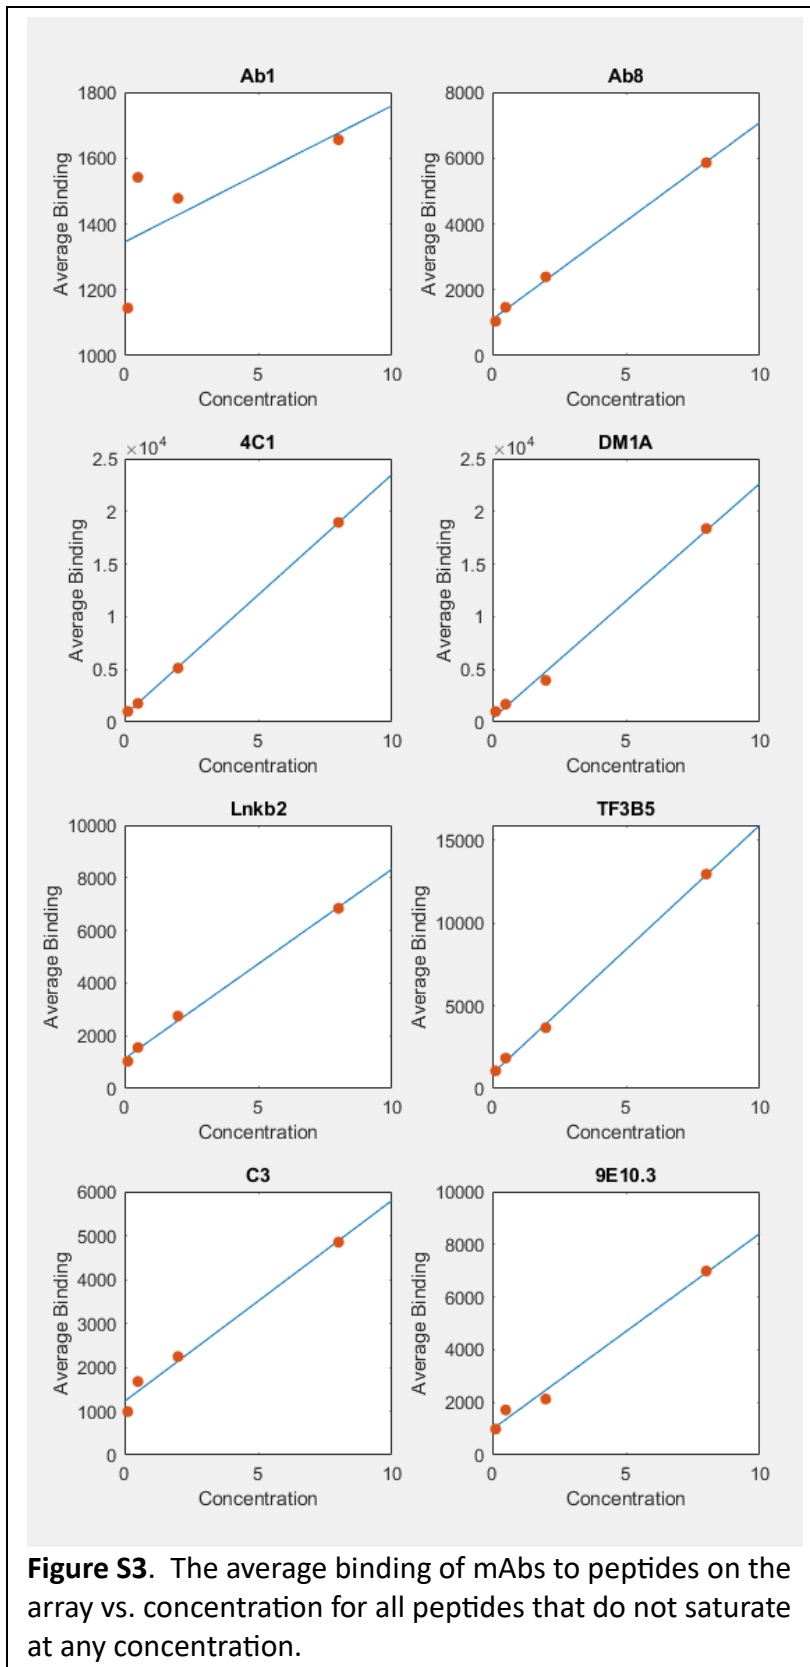 Ab1
1800
1600
1400
1200
1000
Average Binding
0 5 10
Concentration
Ab8
8000
6000
4000
2000
0
Average Binding
0 5 10
Concentration
4C1
×10⁴
2.5
2
1.5
1
0.5
0
Average Binding
0 5 10
Concentration
DM1A
×10⁴
2.5
2
1.5
1
0.5
0
Average Binding
0 5 10
Concentration
Lnkb2
10000
8000
6000
4000
2000
0
Average Binding
0 5 10
Concentration
TF3B5
15000
10000
5000
0
Average Binding
0 5 10
Concentration
C3
6000
5000
4000
3000
2000
1000
0
Average Binding
0 5 10
Concentration
9E10.3
10000
8000
6000
4000
2000
0
Average Binding
0 5 10
Concentration
Figure S3. The average binding of mAbs to peptides on the
array vs. concentration for all peptides that do not saturate
at any concentration.